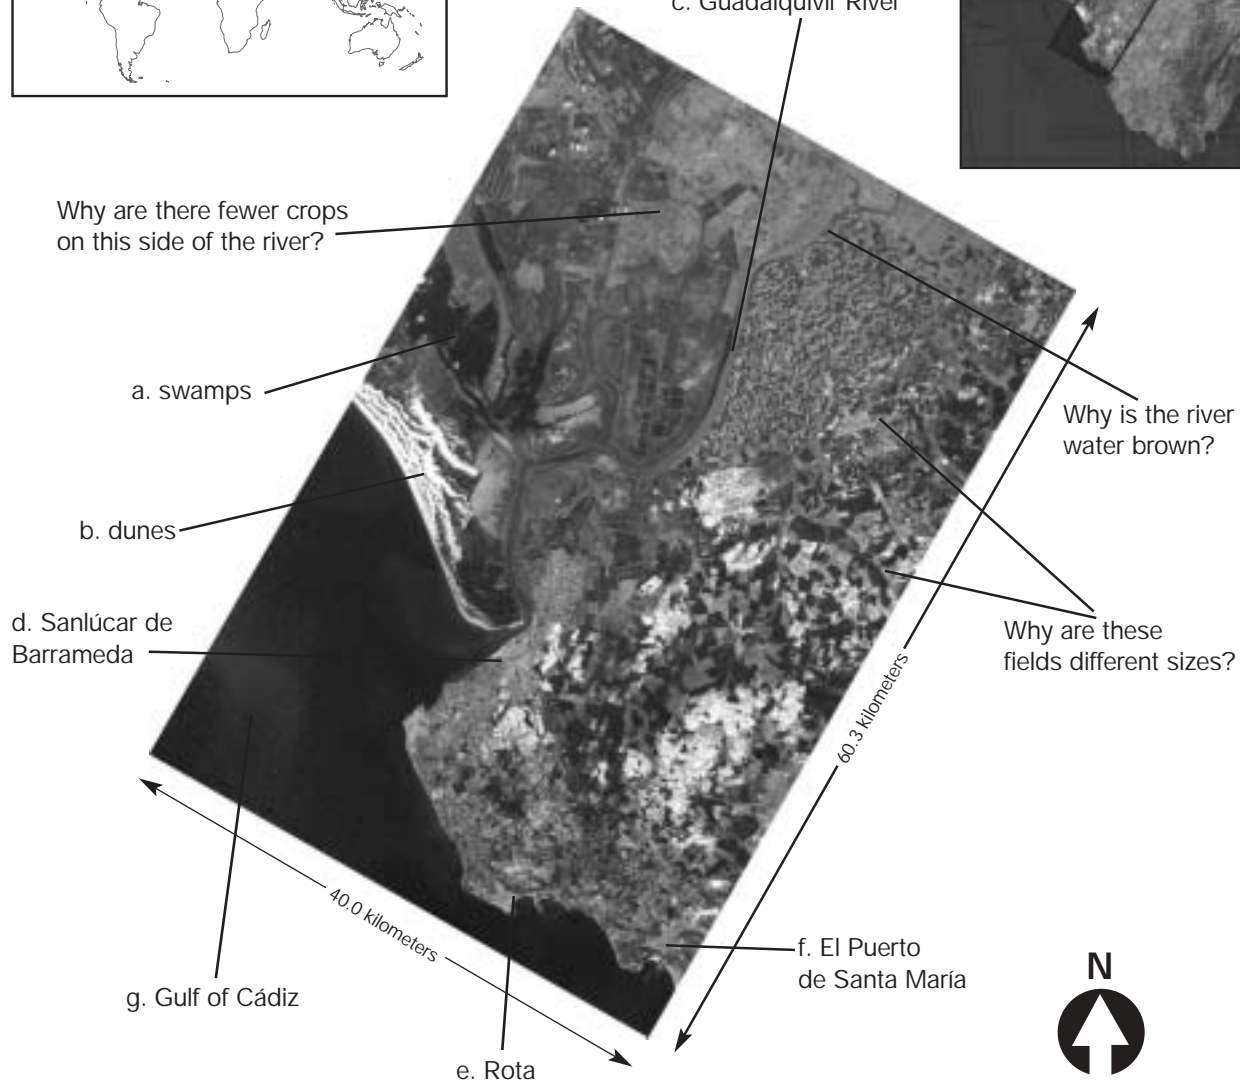 c. Guadalquivir River
Why are there fewer crops
on this side of the river?
a. swamps
Why is the river
water brown?
b. dunes
d. Sanlúcar de
Barrameda
Why are these
fields different sizes?
60.3 kilometers
40.0 kilometers
f. El Puerto
de Santa María
g. Gulf of Cádiz
e. Rota
N